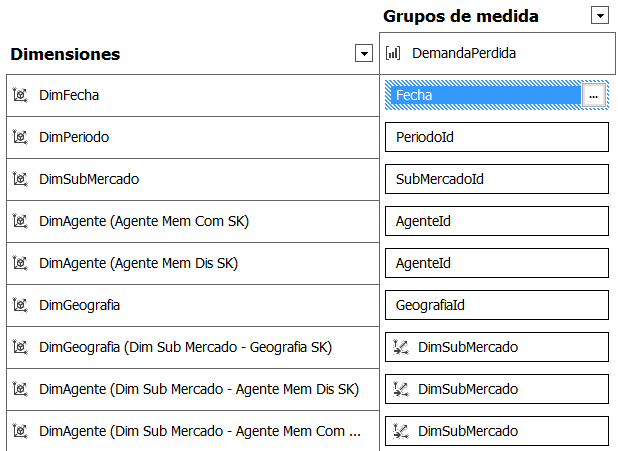 Grupos de medida
Dimensiones
DemandaPerdida
DimFecha
Fecha ...
DimPeriodo
PeriodoId
DimSubMercado
SubMercadoId
DimAgente (Agente Mem Com SK)
AgenteId
DimAgente (Agente Mem Dis SK)
AgenteId
DimGeografia
GeografiaId
DimGeografia (Dim Sub Mercado - Geografia SK)
DimSubMercado
DimAgente (Dim Sub Mercado - Agente Mem Dis SK)
DimSubMercado
DimAgente (Dim Sub Mercado - Agente Mem Com ...
DimSubMercado